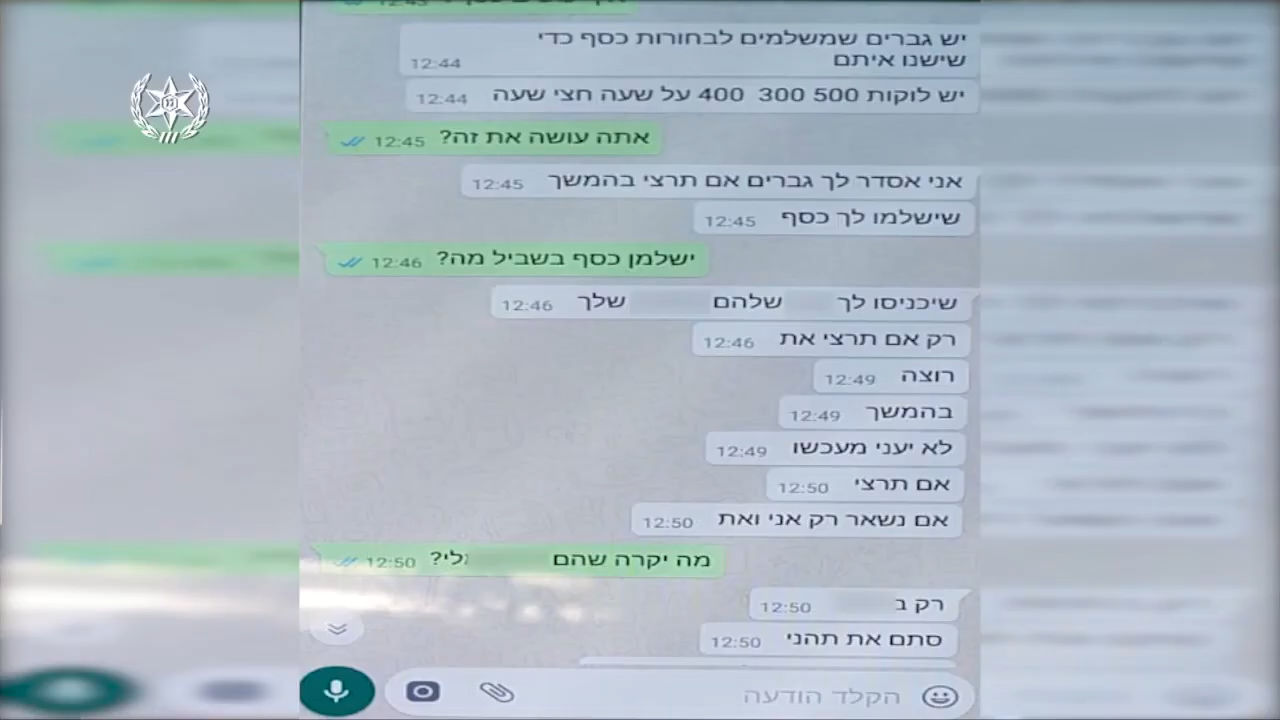 יש גברים שמשלמים לבחורות כסף כדי
שישנו איתם
12:44
יש לוקות 500 300 400 על שעה חצי שעה
12:44
אתה עושה את זה?
12:45
אני אסדר לך גברים אם תרצי בהמשך
12:45
שישלמו לך כסף
12:45
ישלמן כסף בשביל מה?
12:46
שיכניסו לך שלהם שלך
12:46
רק אם תרצי את
12:46
רוצה
12:49
בהמשך
12:49
לא יעני מעכשו
12:49
אם תרצי
12:50
אם נשאר רק אני ואת
12:50
מה יקרה שהם לי?
12:50
רק ב
12:50
סתם את תהני
12:50
הקלד הודעה